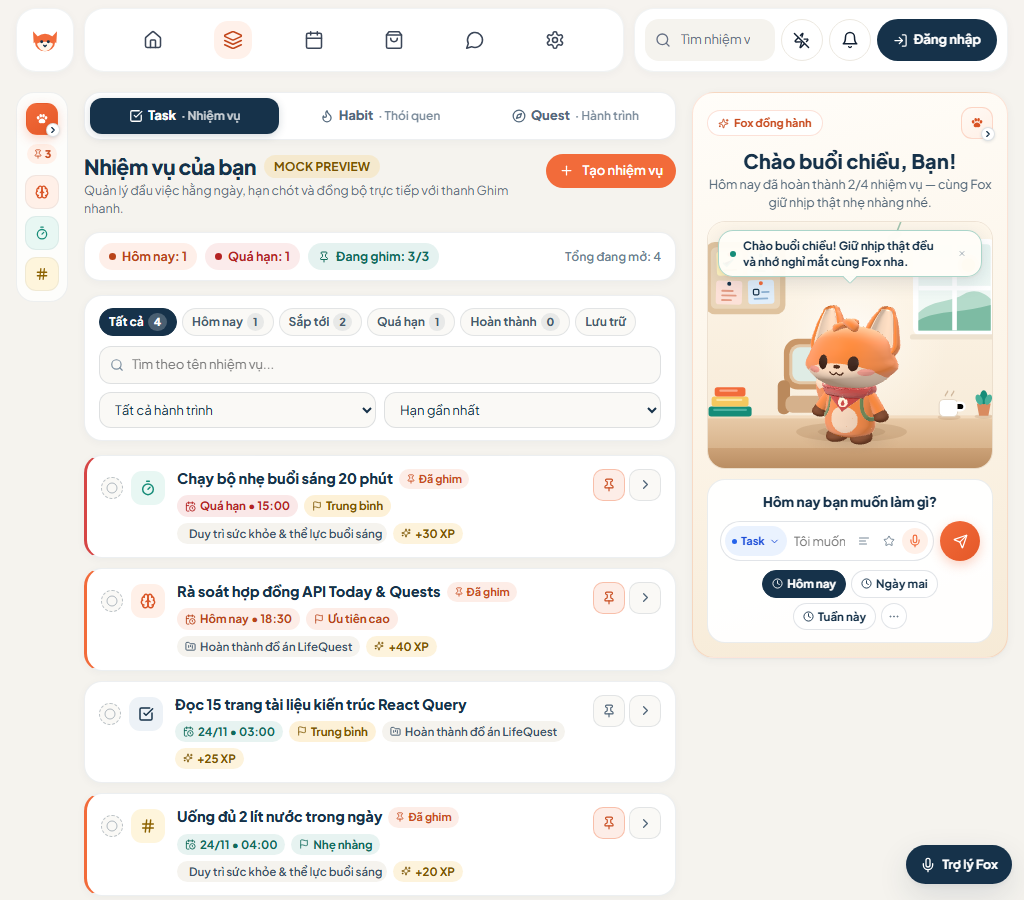 Tìm nhiệm v
Đăng nhập
3
Task · Nhiệm vụ
Habit · Thói quen
Quest · Hành trình
Nhiệm vụ của bạn MOCK PREVIEW
Quản lý đầu việc hằng ngày, hạn chót và đồng bộ trực tiếp với thanh Ghim
nhanh.
Tạo nhiệm vụ
Hôm nay: 1
Quá hạn: 1
Đang ghim: 3/3
Tổng đang mở: 4
Tất cả 4
Hôm nay 1
Sắp tới 2
Quá hạn 1
Hoàn thành 0
Lưu trữ
Tìm theo tên nhiệm vụ...
Tất cả hành trình
Hạn gần nhất
Chạy bộ nhẹ buổi sáng 20 phút Đã ghim
Quá hạn • 15:00 Trung bình
Duy trì sức khỏe & thể lực buổi sáng +30 XP
Rà soát hợp đồng API Today & Quests Đã ghim
Hôm nay • 18:30 Ưu tiên cao
Hoàn thành đồ án LifeQuest +40 XP
Đọc 15 trang tài liệu kiến trúc React Query
24/11 • 03:00 Trung bình Hoàn thành đồ án LifeQuest
+25 XP
Uống đủ 2 lít nước trong ngày Đã ghim
24/11 • 04:00 Nhẹ nhàng
Duy trì sức khỏe & thể lực buổi sáng +20 XP
Fox đồng hành
Chào buổi chiều, Bạn!
Hôm nay đã hoàn thành 2/4 nhiệm vụ — cùng Fox
giữ nhịp thật nhẹ nhàng nhé.
Chào buổi chiều! Giữ nhịp thật đều
và nhớ nghỉ mắt cùng Fox nha.
Hôm nay bạn muốn làm gì?
Task
Tôi muốn
Hôm nay
Ngày mai
Tuần này
Trợ lý Fox